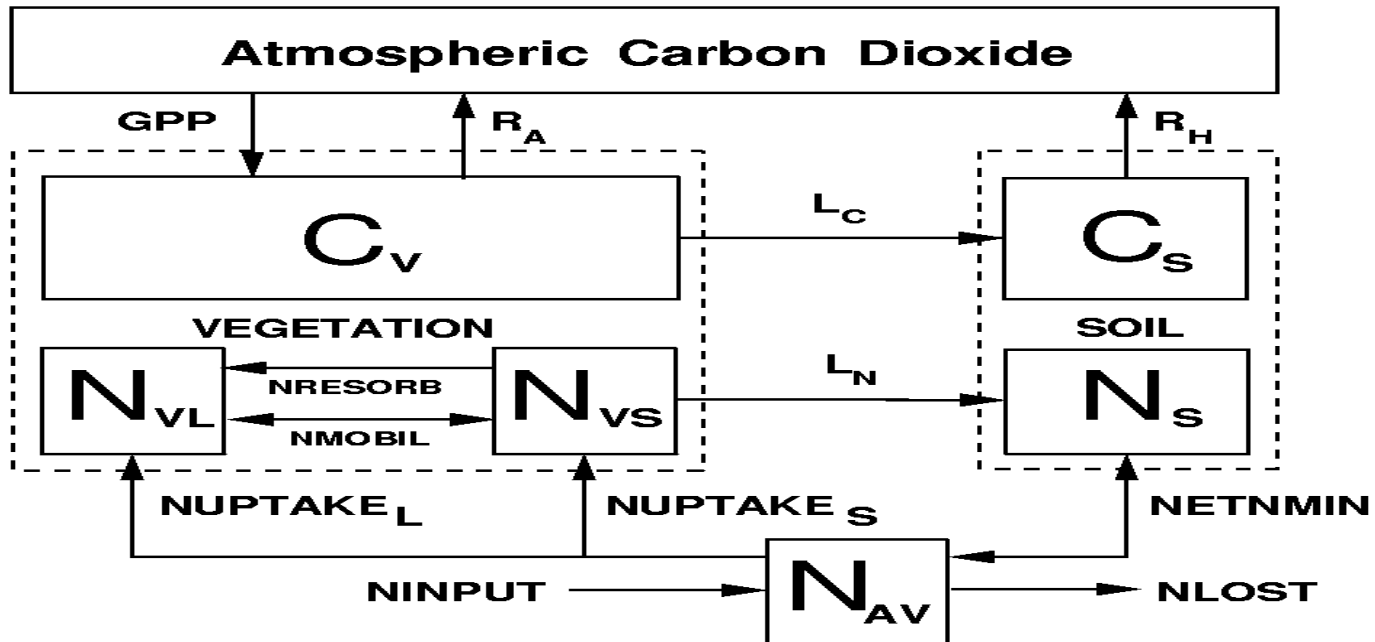 Atmospheric Carbon Dioxide
GPP
R_A
R_H
C_V
L_C
C_S
VEGETATION
SOIL
N_VL
NRESORB
NMOBIL
N_VS
L_N
N_S
NUPTAKE_L
NUPTAKE_S
NETNMIN
NINPUT
N_AV
NLOST